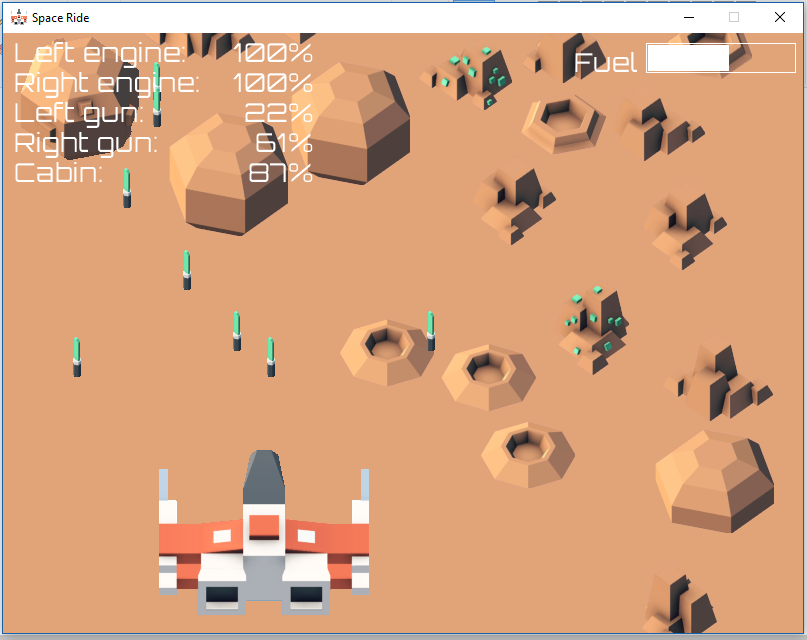 Space Ride
Left engine: 100%
Right engine: 100%
Left gun: 22%
Right gun: 61%
Cabin: 87%
Fuel